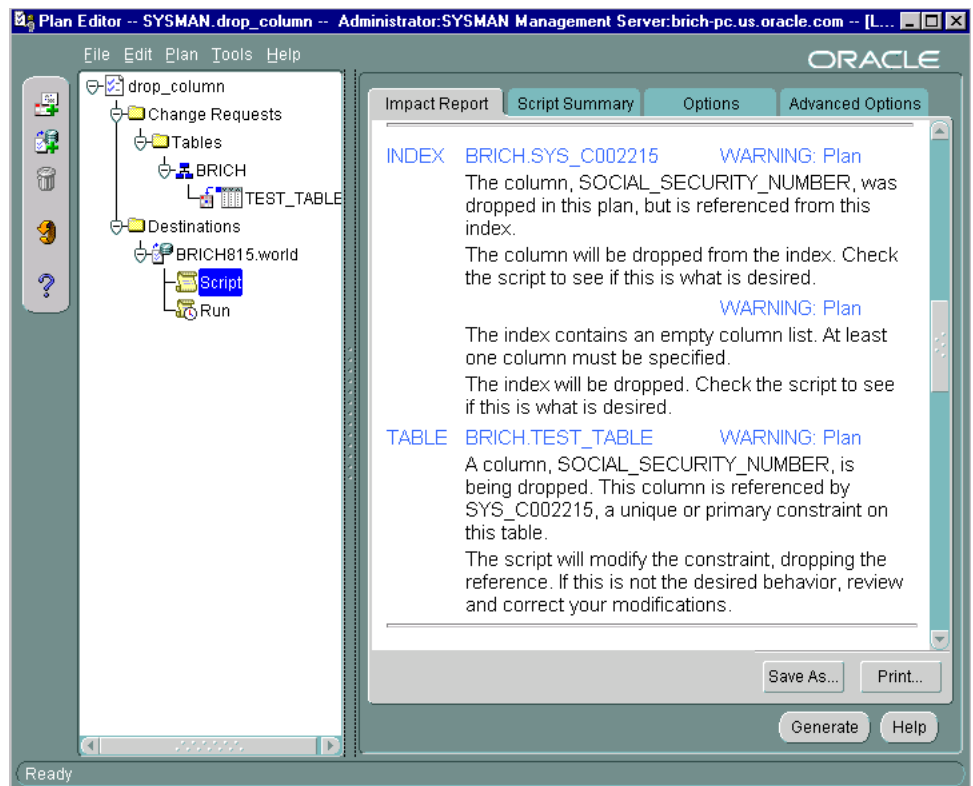 Plan Editor -- SYSMAN.drop_column -- Administrator:SYSMAN Management Server:brich-pc.us.oracle.com -- [L...
File Edit Plan Tools Help
ORACLE
drop_column
Change Requests
Tables
BRICH
TEST_TABLE
Destinations
BRICH815.world
Script
Run
Impact Report Script Summary Options Advanced Options
INDEX BRICH.SYS_C002215 WARNING: Plan
The column, SOCIAL_SECURITY_NUMBER, was
dropped in this plan, but is referenced from this
index.
The column will be dropped from the index. Check
the script to see if this is what is desired.
WARNING: Plan
The index contains an empty column list. At least
one column must be specified.
The index will be dropped. Check the script to see
if this is what is desired.
TABLE BRICH.TEST_TABLE WARNING: Plan
A column, SOCIAL_SECURITY_NUMBER, is
being dropped. This column is referenced by
SYS_C002215, a unique or primary constraint on
this table.
The script will modify the constraint, dropping the
reference. If this is not the desired behavior, review
and correct your modifications.
Save As... Print...
Generate Help
Ready